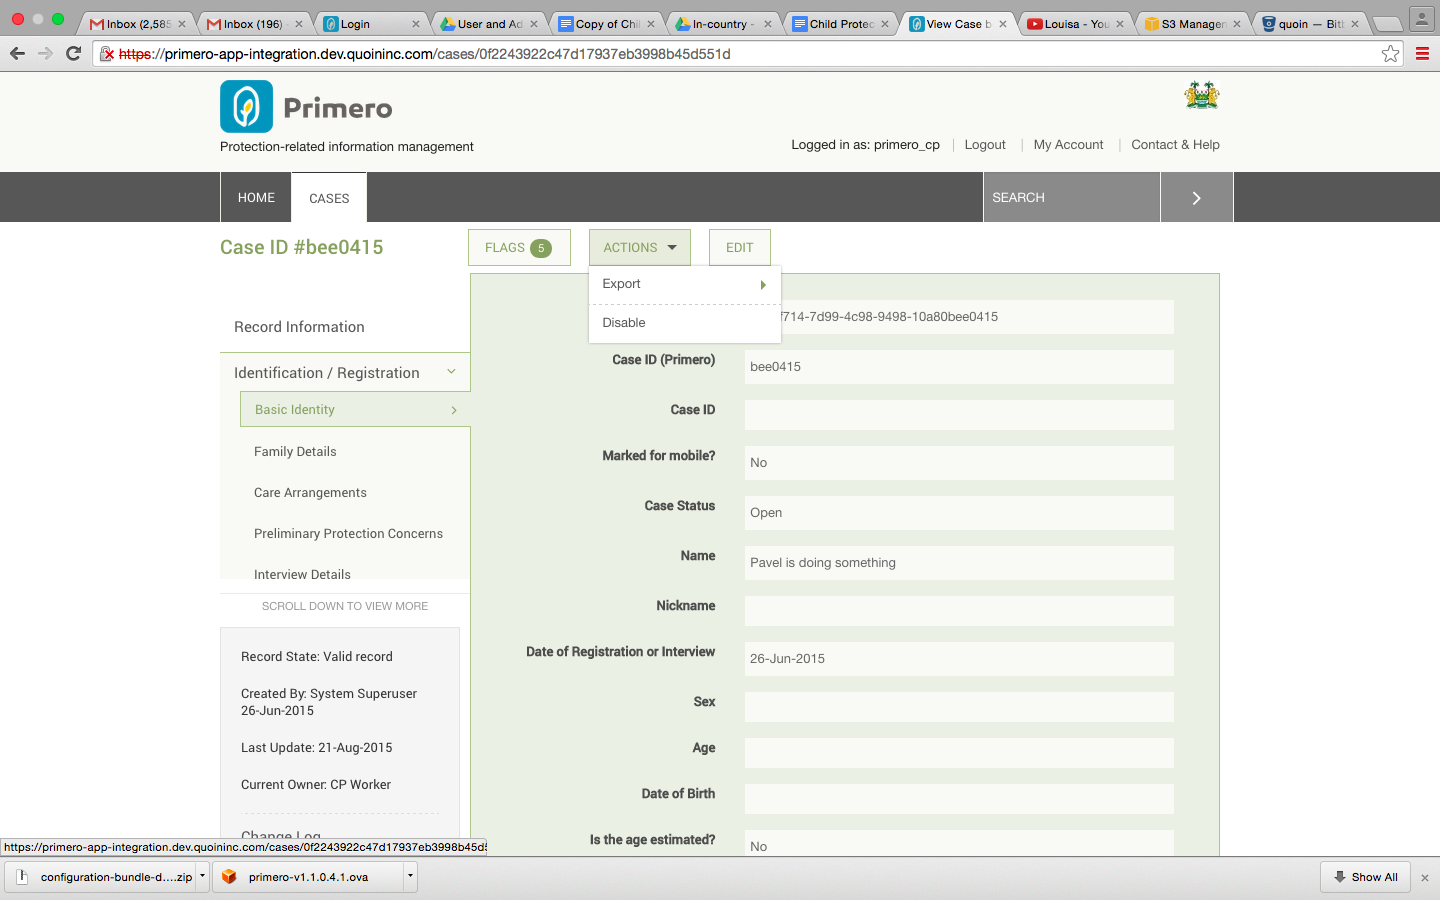 Inbox (2,585
Inbox (196) -
Login
User and Ad
Copy of Chil
In-country -
Child Protec
View Case b
Louisa - You
S3 Manager
quoin — Bitb
https://primero-app-integration.dev.quoininc.com/cases/0f2243922c47d17937eb3998b45d551d
Primero
Protection-related information management
Logged in as: primero_cp
Logout
My Account
Contact & Help
HOME
CASES
SEARCH
Case ID #bee0415
FLAGS 5
ACTIONS
EDIT
Export
Disable
f714-7d99-4c98-9498-10a80bee0415
Record Information
Identification / Registration
Basic Identity
Family Details
Care Arrangements
Preliminary Protection Concerns
Interview Details
SCROLL DOWN TO VIEW MORE
Record State: Valid record
Created By: System Superuser
26-Jun-2015
Last Update: 21-Aug-2015
Current Owner: CP Worker
Change Log
Case ID (Primero)
bee0415
Case ID
Marked for mobile?
No
Case Status
Open
Name
Pavel is doing something
Nickname
Date of Registration or Interview
26-Jun-2015
Sex
Age
Date of Birth
Is the age estimated?
No
https://primero-app-integration.dev.quoininc.com/cases/0f2243922c47d17937eb3998b45d5
configuration-bundle-d....zip
primero-v1.1.0.4.1.ova
Show All